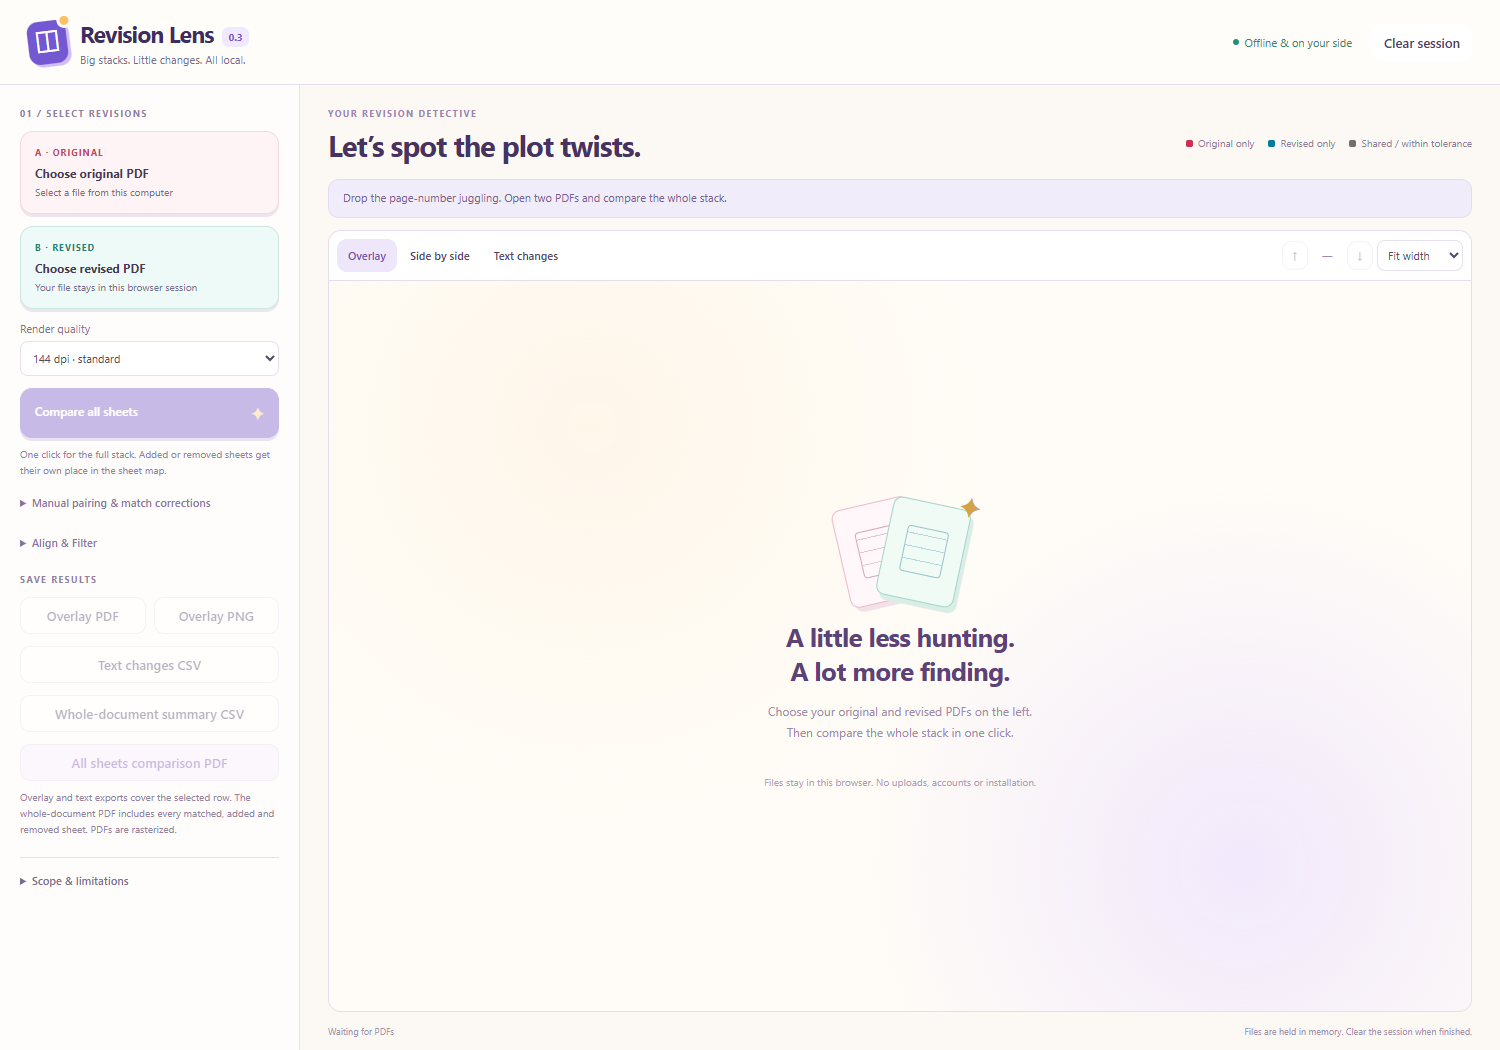 Revision Lens 0.3
Big stacks. Little changes. All local.
Offline & on your side
Clear session
01 / SELECT REVISIONS
A · ORIGINAL
Choose original PDF
Select a file from this computer
B · REVISED
Choose revised PDF
Your file stays in this browser session
Render quality
144 dpi · standard
Compare all sheets
One click for the full stack. Added or removed sheets get
their own place in the sheet map.
Manual pairing & match corrections
Align & Filter
SAVE RESULTS
Overlay PDF
Overlay PNG
Text changes CSV
Whole-document summary CSV
All sheets comparison PDF
Overlay and text exports cover the selected row. The
whole-document PDF includes every matched, added and
removed sheet. PDFs are rasterized.
Scope & limitations
YOUR REVISION DETECTIVE
Let’s spot the plot twists.
Original only
Revised only
Shared / within tolerance
Drop the page-number juggling. Open two PDFs and compare the whole stack.
Overlay
Side by side
Text changes
↑ — ↓
Fit width
A little less hunting.
A lot more finding.
Choose your original and revised PDFs on the left.
Then compare the whole stack in one click.
Files stay in this browser. No uploads, accounts or installation.
Waiting for PDFs
Files are held in memory. Clear the session when finished.